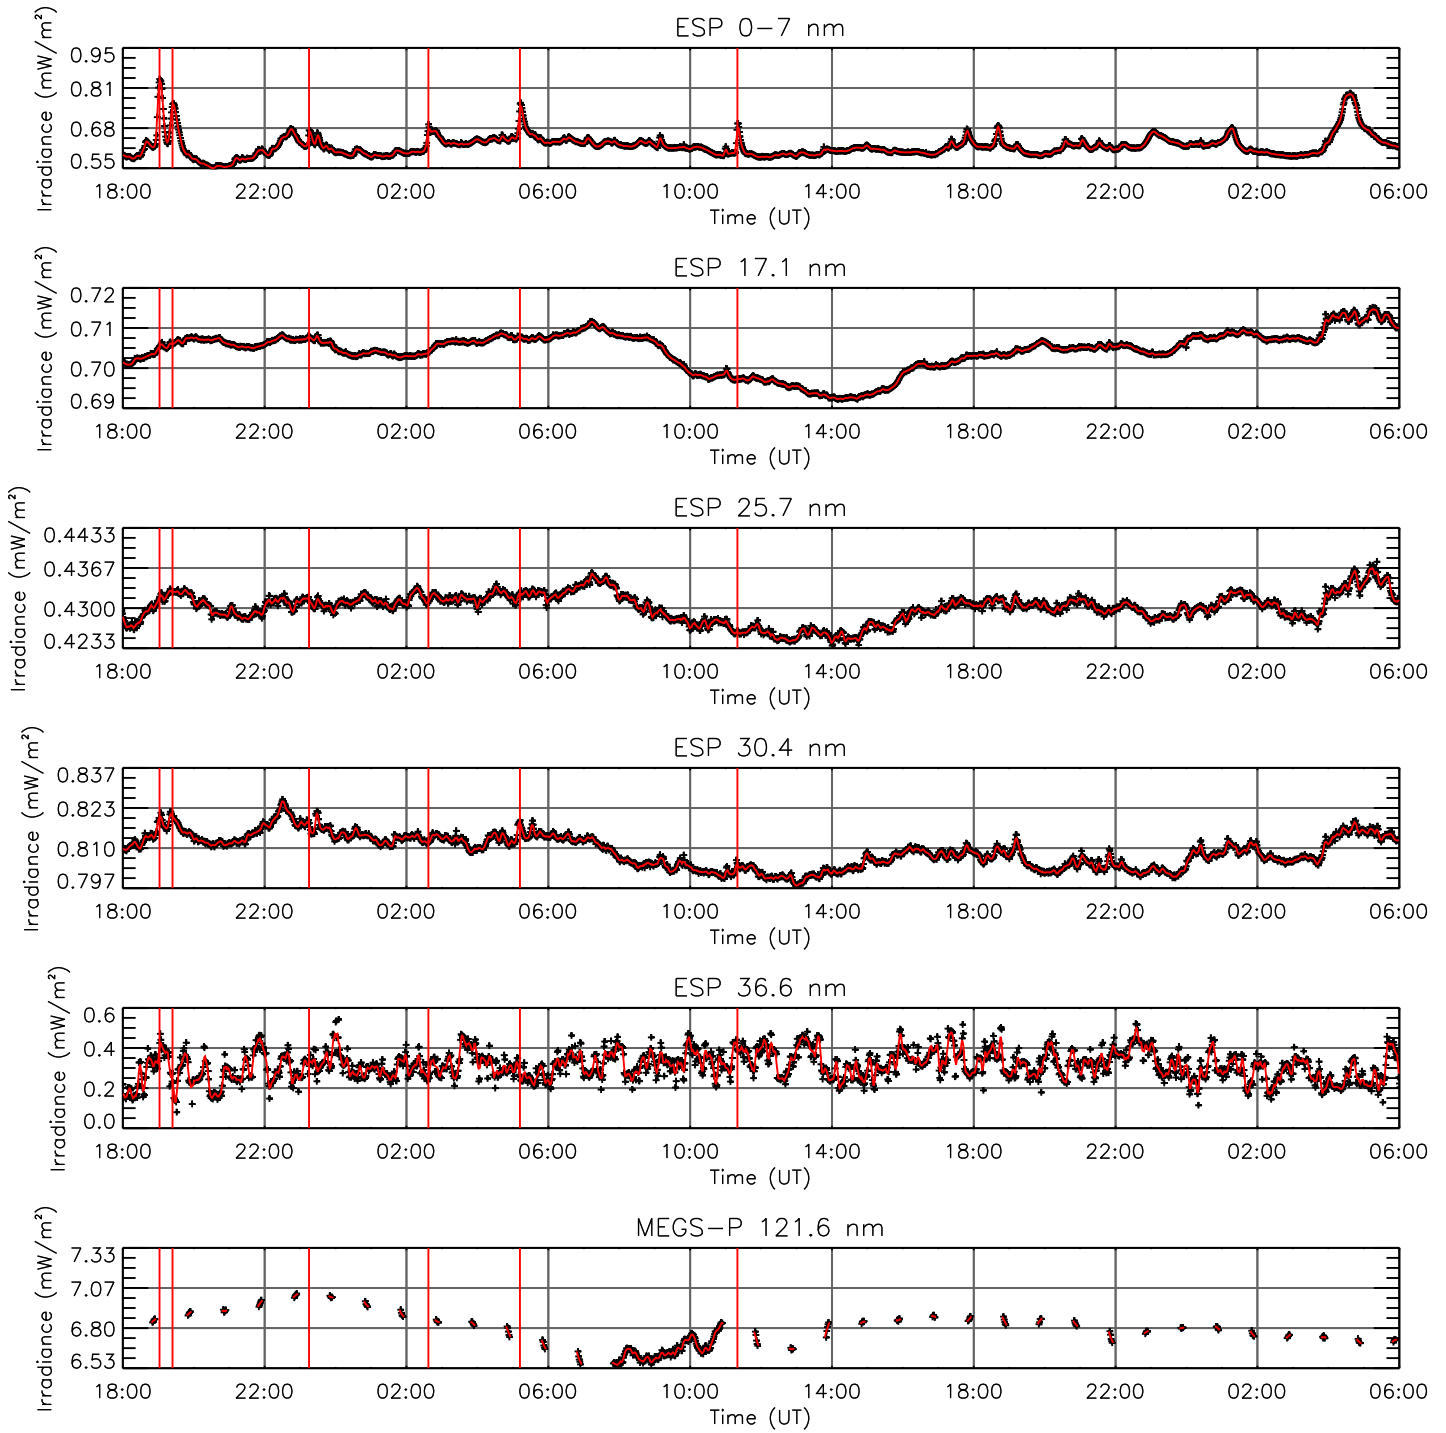 ESP 0-7 nm
Irradiance (mW/m²)
0.95
0.81
0.68
0.55
18:00 22:00 02:00 06:00 10:00 14:00 18:00 22:00 02:00 06:00
Time (UT)
ESP 17.1 nm
Irradiance (mW/m²)
0.72
0.71
0.70
0.69
18:00 22:00 02:00 06:00 10:00 14:00 18:00 22:00 02:00 06:00
Time (UT)
ESP 25.7 nm
Irradiance (mW/m²)
0.4433
0.4367
0.4300
0.4233
18:00 22:00 02:00 06:00 10:00 14:00 18:00 22:00 02:00 06:00
Time (UT)
ESP 30.4 nm
Irradiance (mW/m²)
0.837
0.823
0.810
0.797
18:00 22:00 02:00 06:00 10:00 14:00 18:00 22:00 02:00 06:00
Time (UT)
ESP 36.6 nm
Irradiance (mW/m²)
0.6
0.4
0.2
0.0
18:00 22:00 02:00 06:00 10:00 14:00 18:00 22:00 02:00 06:00
Time (UT)
MEGS-P 121.6 nm
Irradiance (mW/m²)
7.33
7.07
6.80
6.53
18:00 22:00 02:00 06:00 10:00 14:00 18:00 22:00 02:00 06:00
Time (UT)